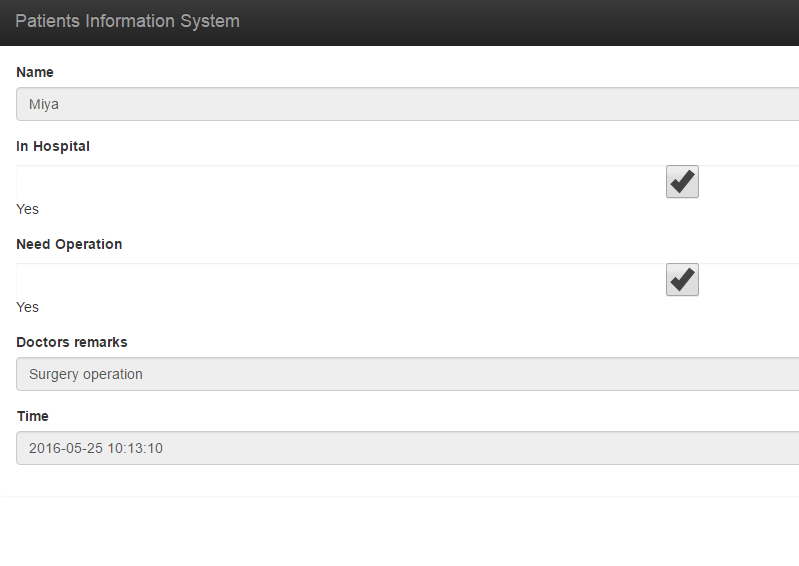 Patients Information System
Name
Miya
In Hospital
Yes
Need Operation
Yes
Doctors remarks
Surgery operation
Time
2016-05-25 10:13:10